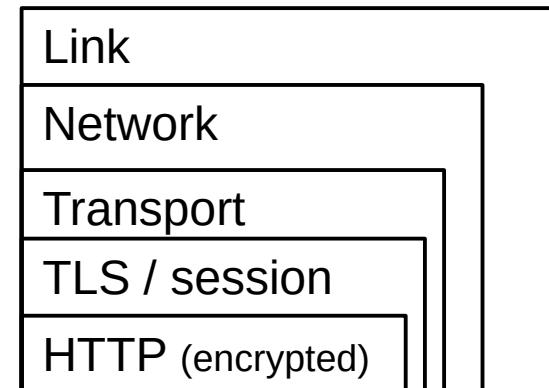 Link
Network
Transport
TLS / session
HTTP (encrypted)